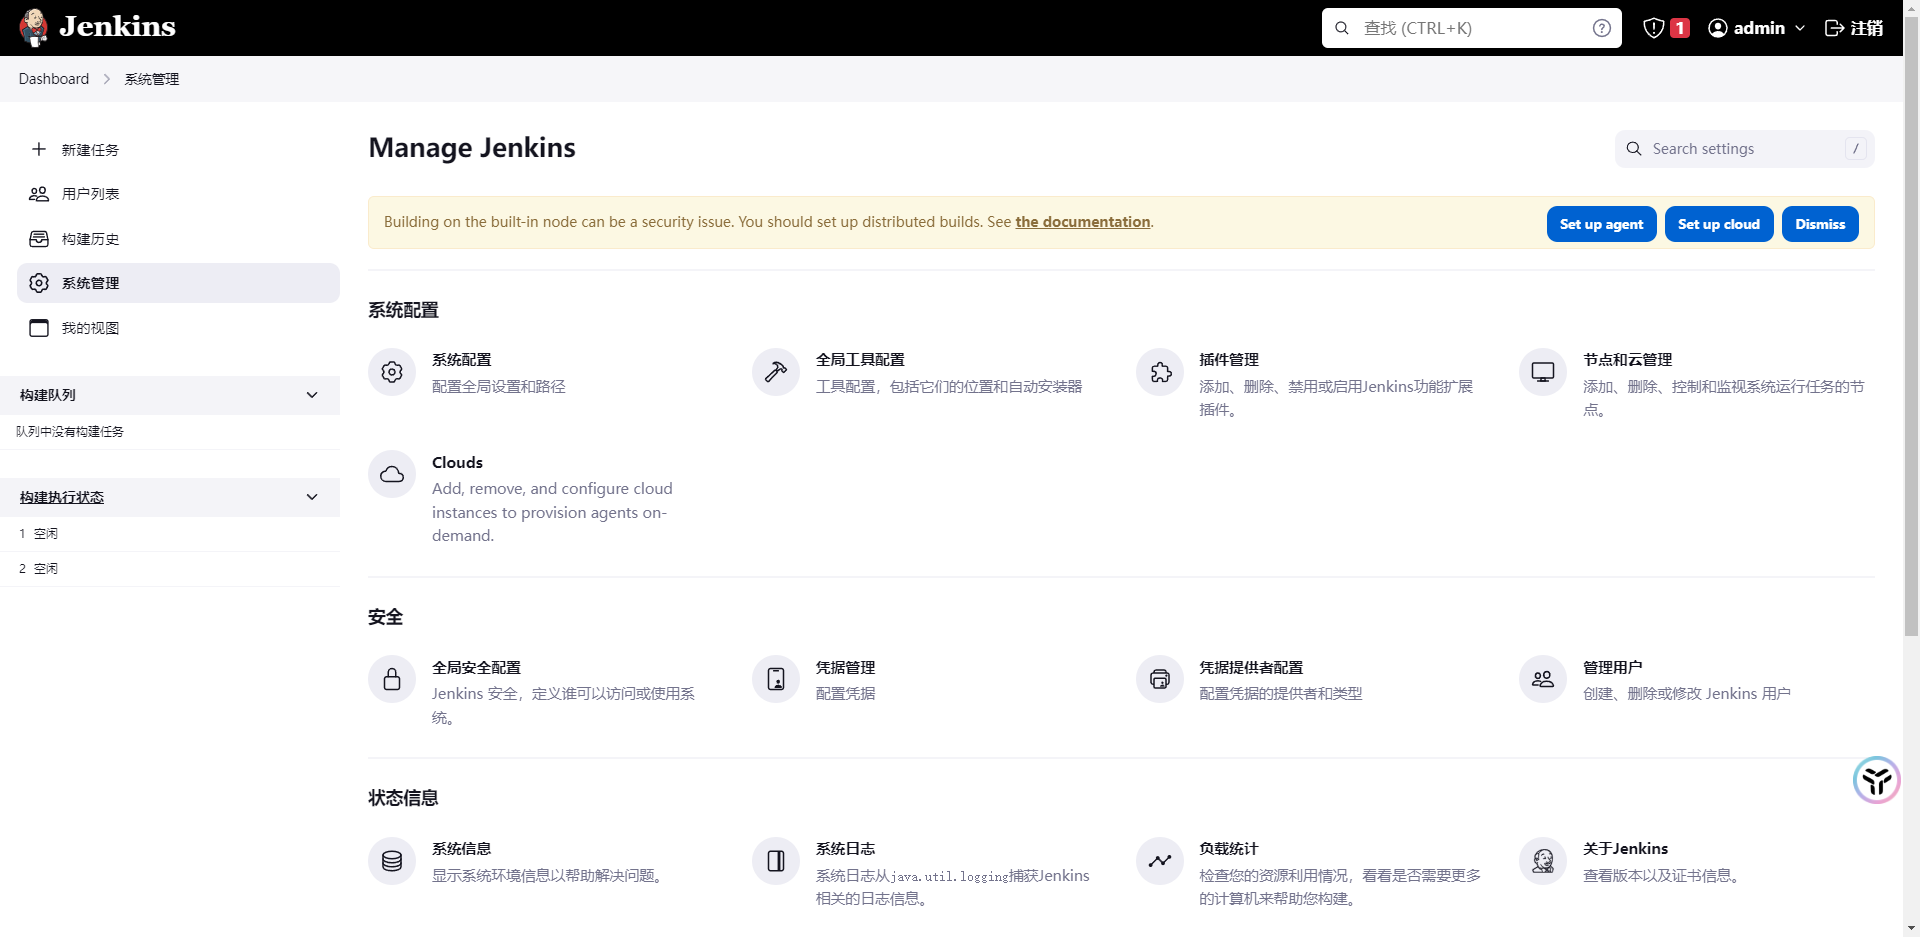 Jenkins
查找 (CTRL+K)
1
admin
注销
Dashboard
系统管理
新建任务
用户列表
构建历史
系统管理
我的视图
构建队列
队列中没有构建任务
构建执行状态
1 空闲
2 空闲
Manage Jenkins
Search settings
/
Building on the built-in node can be a security issue. You should set up distributed builds. See the documentation.
Set up agent
Set up cloud
Dismiss
系统配置
系统配置
配置全局设置和路径
全局工具配置
工具配置，包括它们的位置和自动安装器
插件管理
添加、删除、禁用或启用Jenkins功能扩展
插件。
节点和云管理
添加、删除、控制和监视系统运行任务的节
点。
Clouds
Add, remove, and configure cloud
instances to provision agents on-
demand.
安全
全局安全配置
Jenkins 安全，定义谁可以访问或使用系
统。
凭据管理
配置凭据
凭据提供者配置
配置凭据的提供者和类型
管理用户
创建、删除或修改 Jenkins 用户
状态信息
系统信息
显示系统环境信息以帮助解决问题。
系统日志
系统日志从java.util.logging捕获Jenkins
相关的日志信息。
负载统计
检查您的资源利用情况，看看是否需要更多
的计算机来帮助您构建。
关于Jenkins
查看版本以及证书信息。